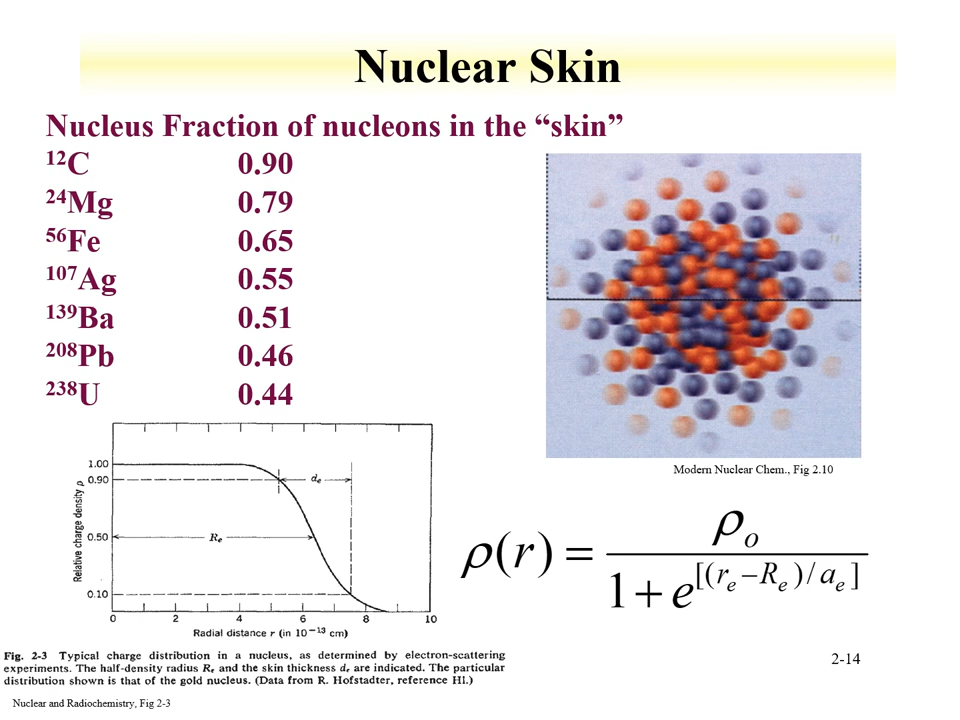 Nuclear Skin
Nucleus Fraction of nucleons in the “skin”
¹²C 0.90
²⁴Mg 0.79
⁵⁶Fe 0.65
¹⁰⁷Ag 0.55
¹³⁹Ba 0.51
²⁰⁸Pb 0.46
²³⁸U 0.44
Modern Nuclear Chem., Fig 2.10
Relative charge density ρ
1.00
0.90
0.50
0.10
dₑ
Rₑ
0 2 4 6 8 10
Radial distance r (in 10⁻¹³ cm)
ρ(r) = ρₒ / 1 + e^[(rₑ – Rₑ) / aₑ]
Fig. 2-3 Typical charge distribution in a nucleus, as determined by electron-scattering
experiments. The half-density radius Rₑ and the skin thickness dₑ are indicated. The particular
distribution shown is that of the gold nucleus. (Data from R. Hofstadter, reference H1.)
2-14
Nuclear and Radiochemistry, Fig 2-3